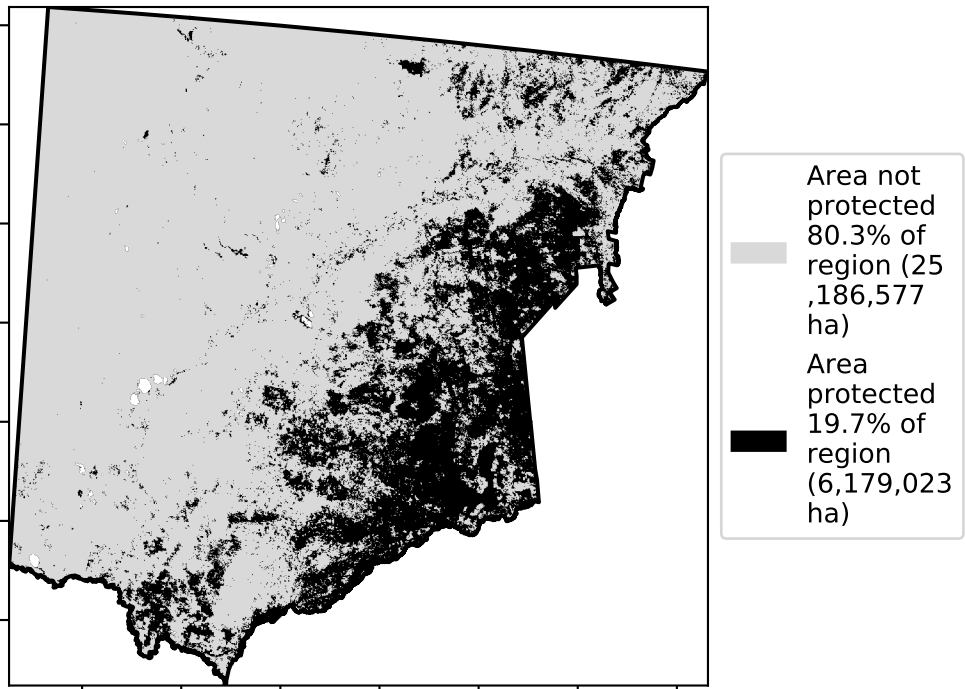 Area not
protected
80.3% of
region (25
,186,577
ha)
Area
protected
19.7% of
region
(6,179,023
ha)